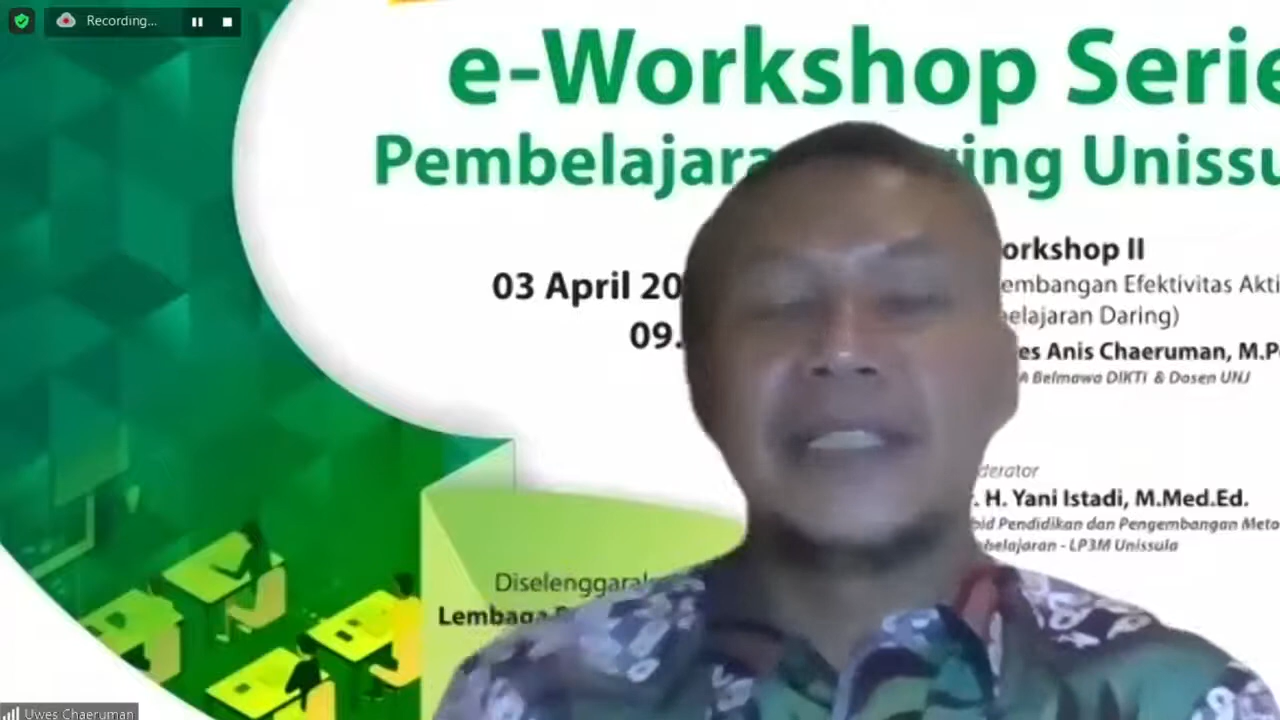 Recording...
e-Workshop Serie
Pembelajara ing Unissu
03 April 20
09.
orkshop II
embangan Efektivitas Akti
elajaran Daring)
es Anis Chaeruman, M.P
A Belmawa DIKTI & Dosen UNJ
derator
. H. Yani Istadi, M.Med.Ed.
bid Pendidikan dan Pengembangan Meto
belajaran - LP3M Unissula
Diselenggara
Lembaga
Uwes Chaeruman